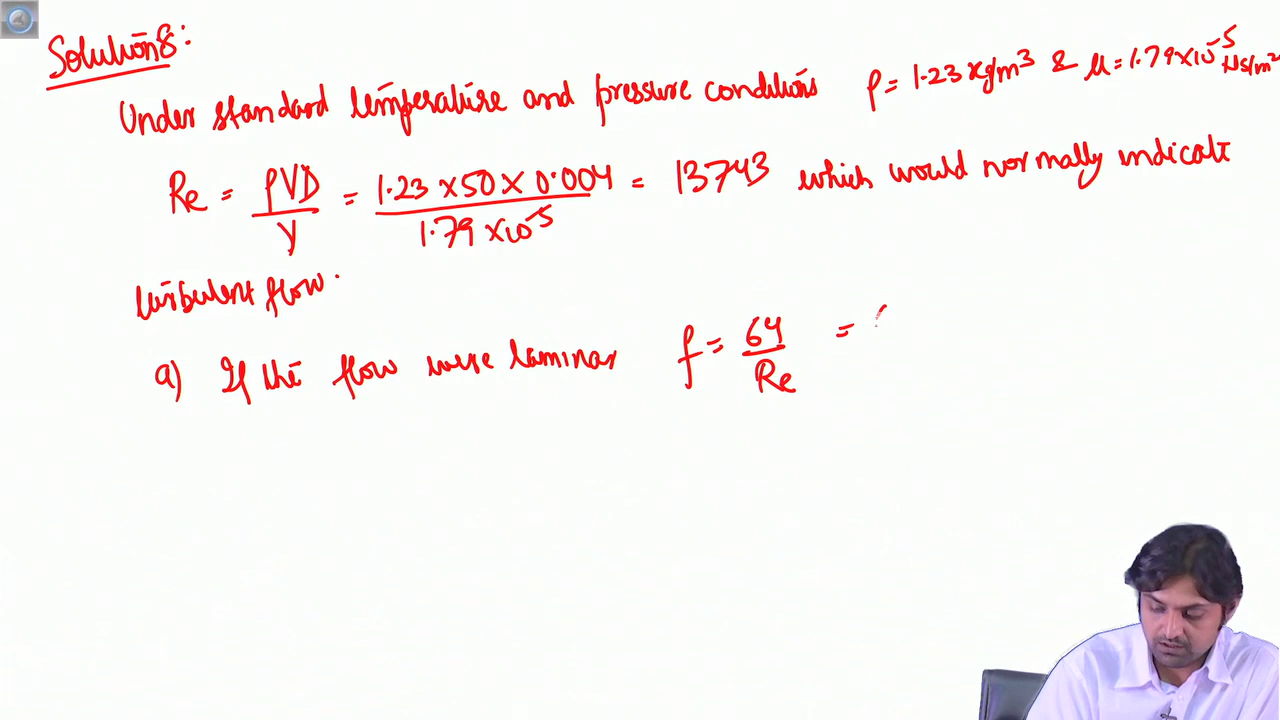 Solutions:
Under standard temperature and pressure conditions ρ = 1.23 kg/m³ & μ = 1.79×10⁻⁵ Ns/m²
Re = ρVD/γ = 1.23 × 50 × 0.004 / 1.79 × 10⁻⁵ = 13743 which would normally indicate
turbulent flow.
a) If the flow were laminar f = 64/Re =